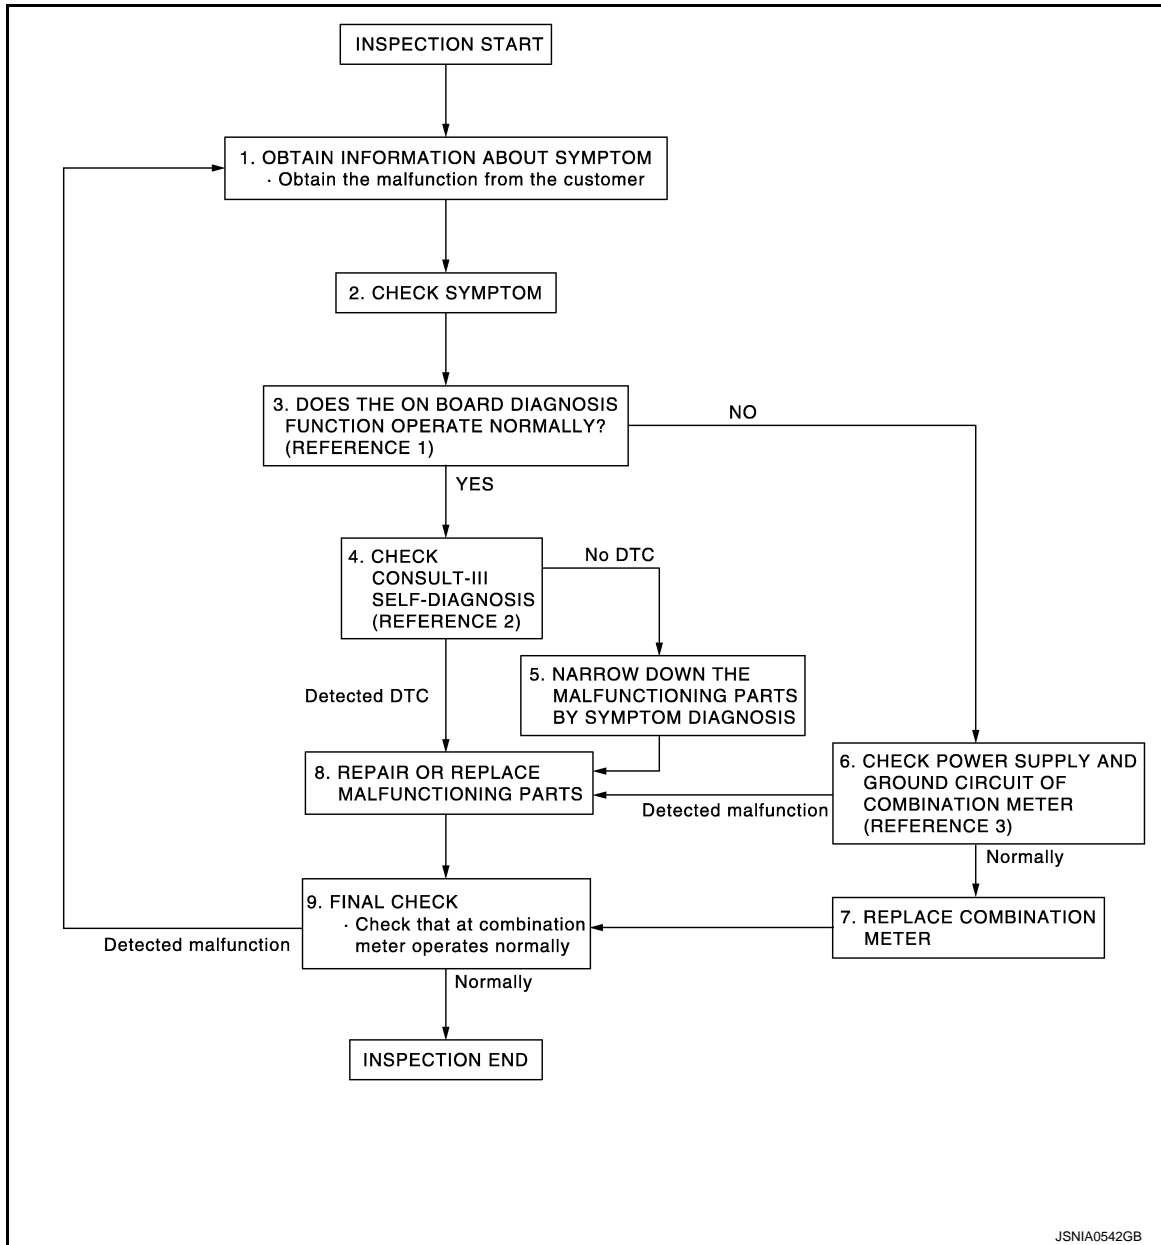 INSPECTION START
1. OBTAIN INFORMATION ABOUT SYMPTOM
· Obtain the malfunction from the customer
2. CHECK SYMPTOM
3. DOES THE ON BOARD DIAGNOSIS
FUNCTION OPERATE NORMALLY?
(REFERENCE 1)
NO
YES
4. CHECK
CONSULT-III
SELF-DIAGNOSIS
(REFERENCE 2)
No DTC
Detected DTC
5. NARROW DOWN THE
MALFUNCTIONING PARTS
BY SYMPTOM DIAGNOSIS
8. REPAIR OR REPLACE
MALFUNCTIONING PARTS
6. CHECK POWER SUPPLY AND
GROUND CIRCUIT OF
COMBINATION METER
(REFERENCE 3)
Detected malfunction
Normally
9. FINAL CHECK
· Check that at combination
meter operates normally
7. REPLACE COMBINATION
METER
Detected malfunction
Normally
INSPECTION END
JSNIA0542GB